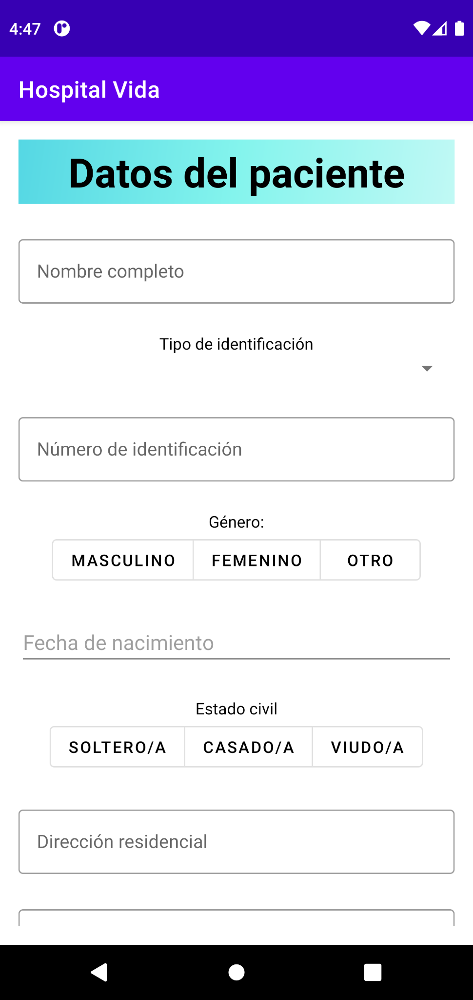 4:47
Hospital Vida
Datos del paciente
Nombre completo
Tipo de identificación
Número de identificación
Género:
MASCULINO FEMENINO OTRO
Fecha de nacimiento
Estado civil
SOLTERO/A CASADO/A VIUDO/A
Dirección residencial